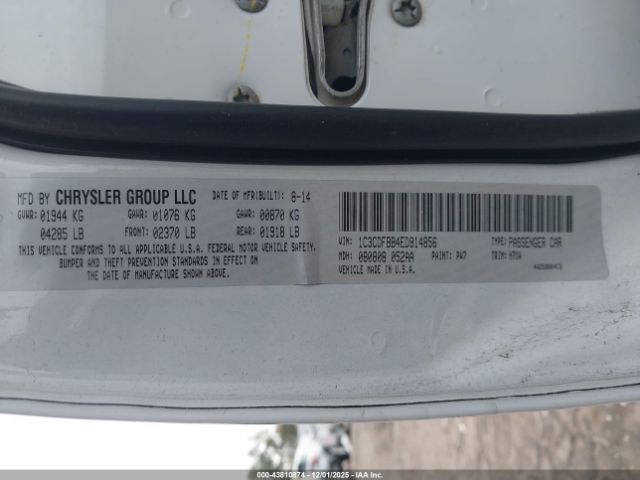 MFD BY CHRYSLER GROUP LLC DATE OF MFR(BUILT): 8-14
GVWR: 01944 KG GAWR: 01076 KG GAWR: 00870 KG
04285 LB FRONT: 02370 LB REAR: 01918 LB
THIS VEHICLE CONFORMS TO ALL APPLICABLE U.S.A. FEDERAL MOTOR VEHICLE SAFETY,
BUMPER AND THEFT PREVENTION STANDARDS IN EFFECT ON
THE DATE OF MANUFACTURE SHOWN ABOVE.
VIN: 1C3CDFBB4ED914856 TYPE: PASSENGER CAR
MDH: 080808 052AA PAINT: PW7 TRIM:
VEHICLE MADE IN U.S.A.
000-43810874 | 12/01/2025 | IAAI.COM